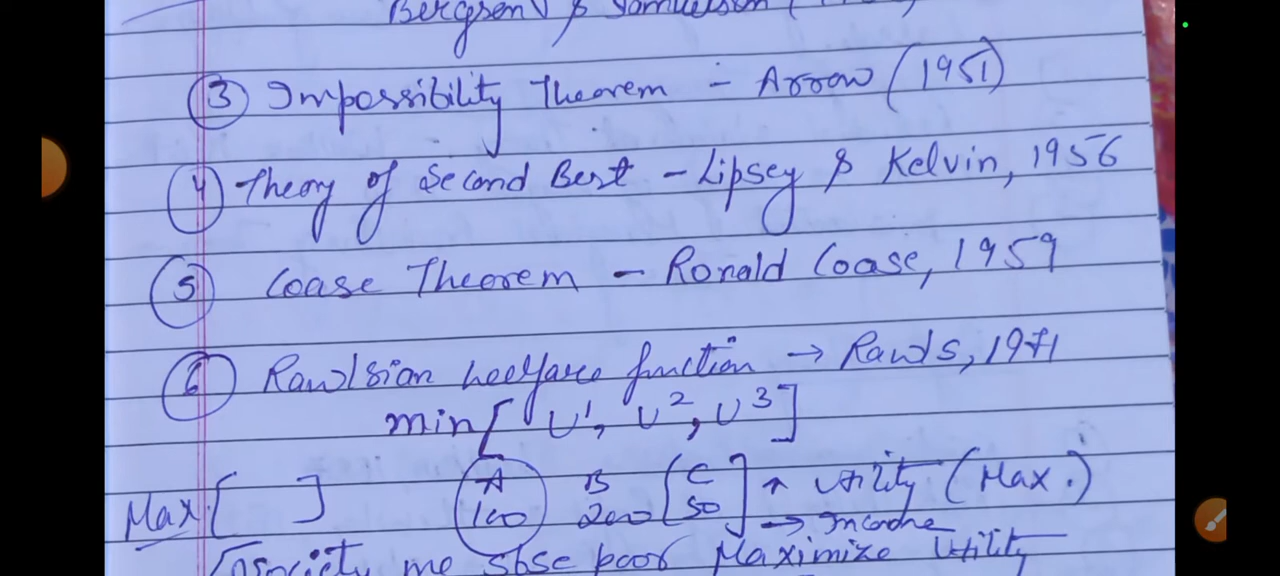 Bergson & Samuelson (
③ Impossibility Theorem - Arrow (1951)
④ Theory of Second Best - Lipsey & Kelvin, 1956
⑤ Coase Theorem - Ronald Coase, 1959
⑥ Rawlsian welfare function → Rawls, 1971
min [ U¹, U², U³ ]
Max. [ ] A B [ C ↑ Utility (Max.)
100 200 50 ] → Income
Society me sbse poor Maximize Utility